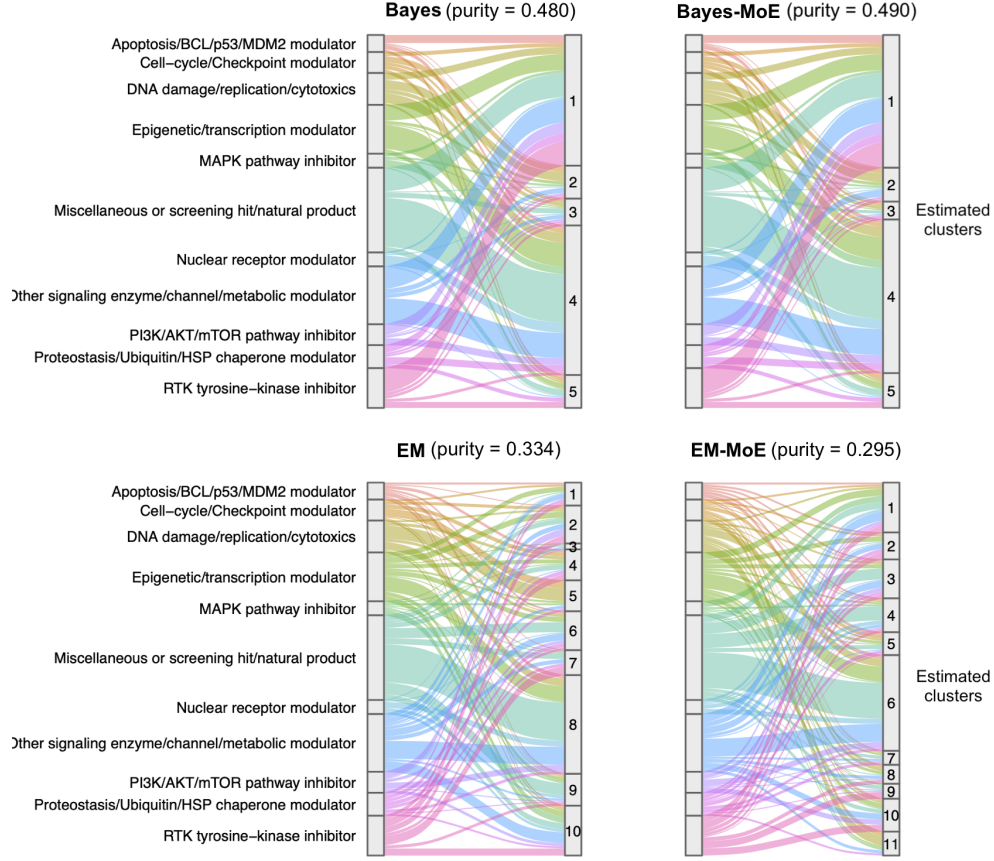 Bayes (purity = 0.480)
Bayes-MoE (purity = 0.490)
Apoptosis/BCL/p53/MDM2 modulator
Cell−cycle/Checkpoint modulator
DNA damage/replication/cytotoxics
Epigenetic/transcription modulator
MAPK pathway inhibitor
Miscellaneous or screening hit/natural product
Nuclear receptor modulator
Other signaling enzyme/channel/metabolic modulator
PI3K/AKT/mTOR pathway inhibitor
Proteostasis/Ubiquitin/HSP chaperone modulator
RTK tyrosine−kinase inhibitor
1
2
3
4
5
1
2
3
4
5
Estimated
clusters
EM (purity = 0.334)
EM-MoE (purity = 0.295)
Apoptosis/BCL/p53/MDM2 modulator
Cell−cycle/Checkpoint modulator
DNA damage/replication/cytotoxics
Epigenetic/transcription modulator
MAPK pathway inhibitor
Miscellaneous or screening hit/natural product
Nuclear receptor modulator
Other signaling enzyme/channel/metabolic modulator
PI3K/AKT/mTOR pathway inhibitor
Proteostasis/Ubiquitin/HSP chaperone modulator
RTK tyrosine−kinase inhibitor
1
2
3
4
5
6
7
8
9
10
1
2
3
4
5
6
7
8
9
10
11
Estimated
clusters